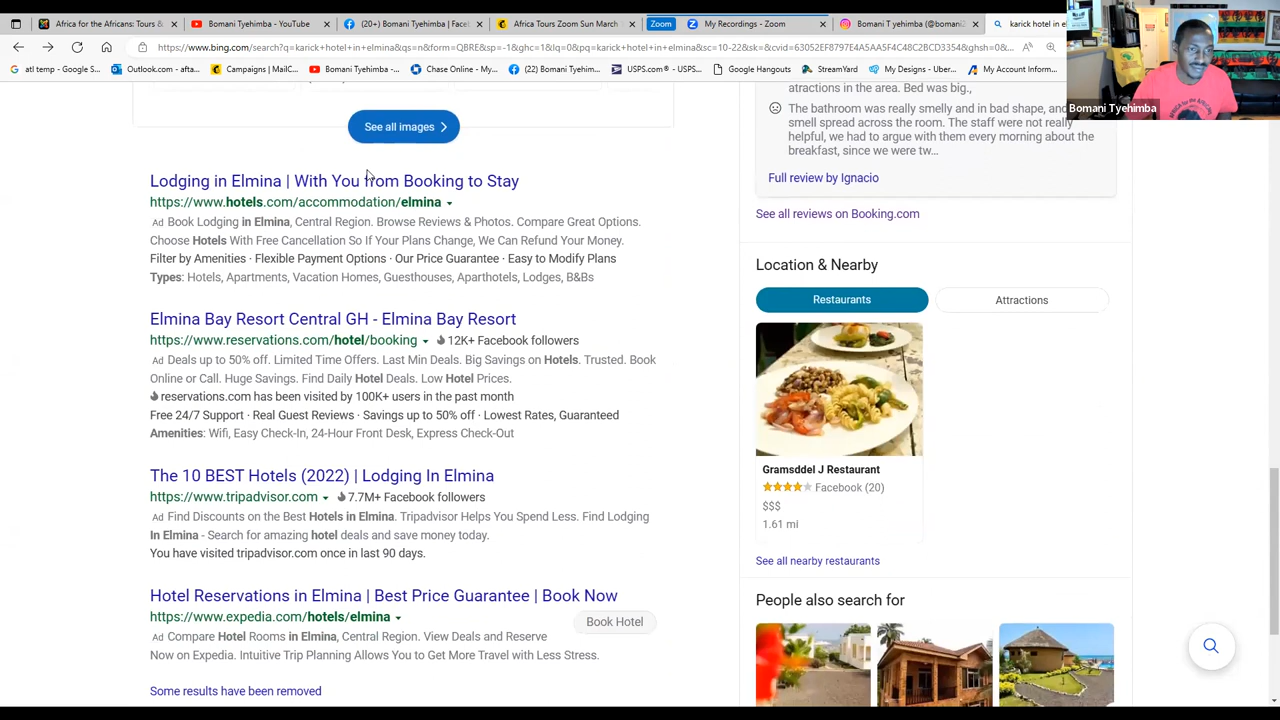 Africa for the Africans: Tours &
Bomani Tyehimba - YouTube
(20+) Bomani Tyehimba | Face
Africa Tours Zoom Sun March
Zoom
My Recordings - Zoom
Bomani T yehimba (@bomani
karick hotel in el
https://www.bing.com/search?q=karick+hotel+in+elmina&qs=n&form=QBRE&sp=-1&ghc=1&lq=0&pq=karick+hotel+in+elmina&sc=10-22&sk=&cvid=63052EF8797E4A5AA5F4C48C2BCD3354&ghsh=0&
atl temp - Google S...
Outlook.com - afta...
Campaigns | MailC...
Bomani Tyehimba -...
Chase Online - My...
(22) Bomani Tyehim...
USPS.com® - USPS...
Google Hangouts
StreamYard
My Designs - Uber...
My Account Inform...
Bomani Tyehimba
See all images
Lodging in Elmina | With You from Booking to Stay
https://www.hotels.com/accommodation/elmina
Ad Book Lodging in Elmina, Central Region. Browse Reviews & Photos. Compare Great Options.
Choose Hotels With Free Cancellation So If Your Plans Change, We Can Refund Your Money.
Filter by Amenities · Flexible Payment Options · Our Price Guarantee · Easy to Modify Plans
Types: Hotels, Apartments, Vacation Homes, Guesthouses, Aparthotels, Lodges, B&Bs
Elmina Bay Resort Central GH - Elmina Bay Resort
https://www.reservations.com/hotel/booking
12K+ Facebook followers
Ad Deals up to 50% off. Limited Time Offers. Last Min Deals. Big Savings on Hotels. Trusted. Book
Online or Call. Huge Savings. Find Daily Hotel Deals. Low Hotel Prices.
reservations.com has been visited by 100K+ users in the past month
Free 24/7 Support · Real Guest Reviews · Savings up to 50% off · Lowest Rates, Guaranteed
Amenities: Wifi, Easy Check-In, 24-Hour Front Desk, Express Check-Out
The 10 BEST Hotels (2022) | Lodging In Elmina
https://www.tripadvisor.com
7.7M+ Facebook followers
Ad Find Discounts on the Best Hotels in Elmina. Tripadvisor Helps You Spend Less. Find Lodging
In Elmina - Search for amazing hotel deals and save money today.
You have visited tripadvisor.com once in last 90 days.
Hotel Reservations in Elmina | Best Price Guarantee | Book Now
https://www.expedia.com/hotels/elmina
Ad Compare Hotel Rooms in Elmina, Central Region. View Deals and Reserve
Now on Expedia. Intuitive Trip Planning Allows You to Get More Travel with Less Stress.
Book Hotel
Some results have been removed
atractions in the area. Bed was big.,
The bathroom was really smelly and in bad shape, and
smell spread across the room. The staff were not really
helpful, we had to argue with them every morning about the
breakfast, since we were tw...
Full review by Ignacio
See all reviews on Booking.com
Location & Nearby
Restaurants
Attractions
Gramsddel J Restaurant
Facebook (20)
$$$
1.61 mi
See all nearby restaurants
People also search for